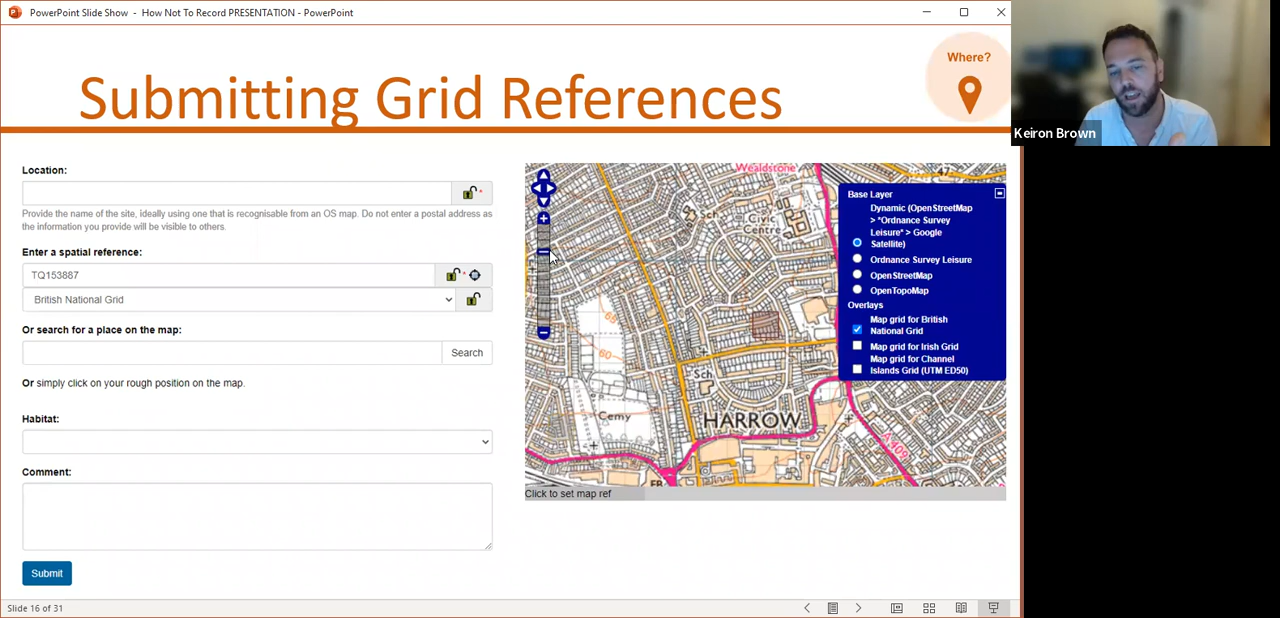 PowerPoint Slide Show - How Not To Record PRESENTATION - PowerPoint
Where?
Submitting Grid References
Keiron Brown
Location:
*
Provide the name of the site, ideally using one that is recognisable from an OS map. Do not enter a postal address as
the information you provide will be visible to others.
Enter a spatial reference:
TQ153887
*
British National Grid
Or search for a place on the map:
Search
Or simply click on your rough position on the map.
Habitat:
Comment:
Submit
Wealdstone
47
Sch
Civic
Centre
65
60
Sch
Cemy
HARROW
A 409
Base Layer
Dynamic (OpenStreetMap
> *Ordnance Survey
Leisure* > Google
Satellite)
Ordnance Survey Leisure
OpenStreetMap
OpenTopoMap
Overlays
Map grid for British
National Grid
Map grid for Irish Grid
Map grid for Channel
Islands Grid (UTM ED50)
Click to set map ref
Slide 16 of 31